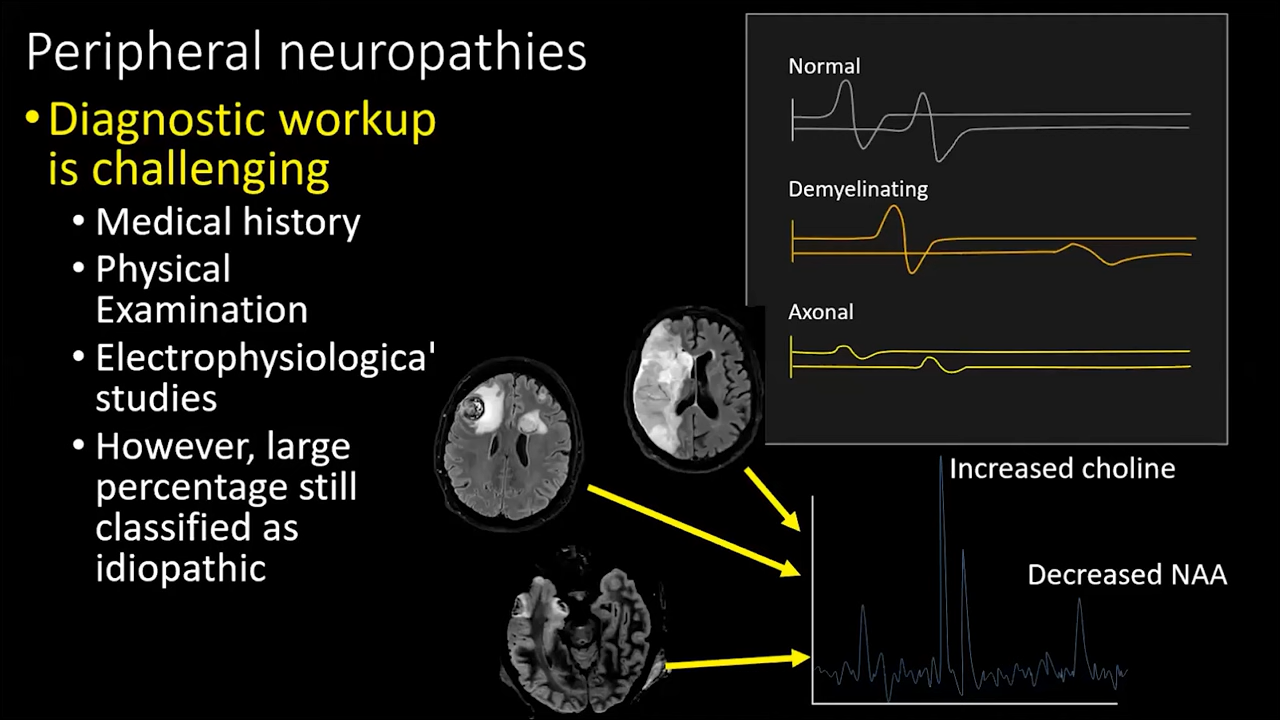 Peripheral neuropathies
•Diagnostic workup
is challenging
• Medical history
• Physical
Examination
• Electrophysiologica'
studies
• However, large
percentage still
classified as
idiopathic
Normal
Demyelinating
Axonal
Increased choline
Decreased NAA